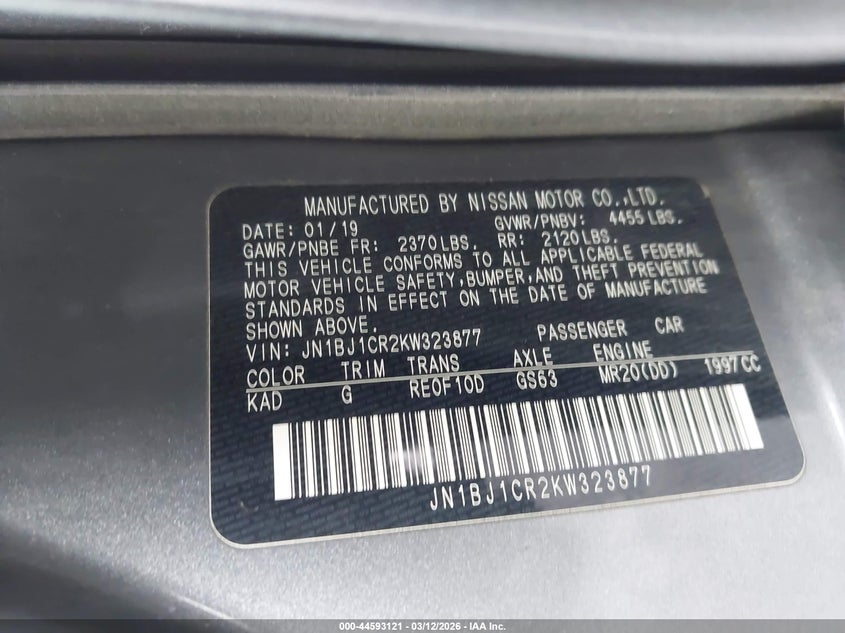 MANUFACTURED BY NISSAN MOTOR CO.,LTD.
DATE: 01/19 GVWR/PNBV: 4455 LBS.
GAWR/PNBE FR: 2370 LBS. RR: 2120 LBS.
THIS VEHICLE CONFORMS TO ALL APPLICABLE FEDERAL
MOTOR VEHICLE SAFETY,BUMPER,AND THEFT PREVENTION
STANDARDS IN EFFECT ON THE DATE OF MANUFACTURE
SHOWN ABOVE.
VIN: JN1BJ1CR2KW323877 PASSENGER CAR
COLOR TRIM TRANS AXLE ENGINE
KAD G RE0F10D GS63 MR20(DD) 1997CC
JN1BJ1CR2KW323877
000-44593121 - 03/12/2026 - IAA Inc.